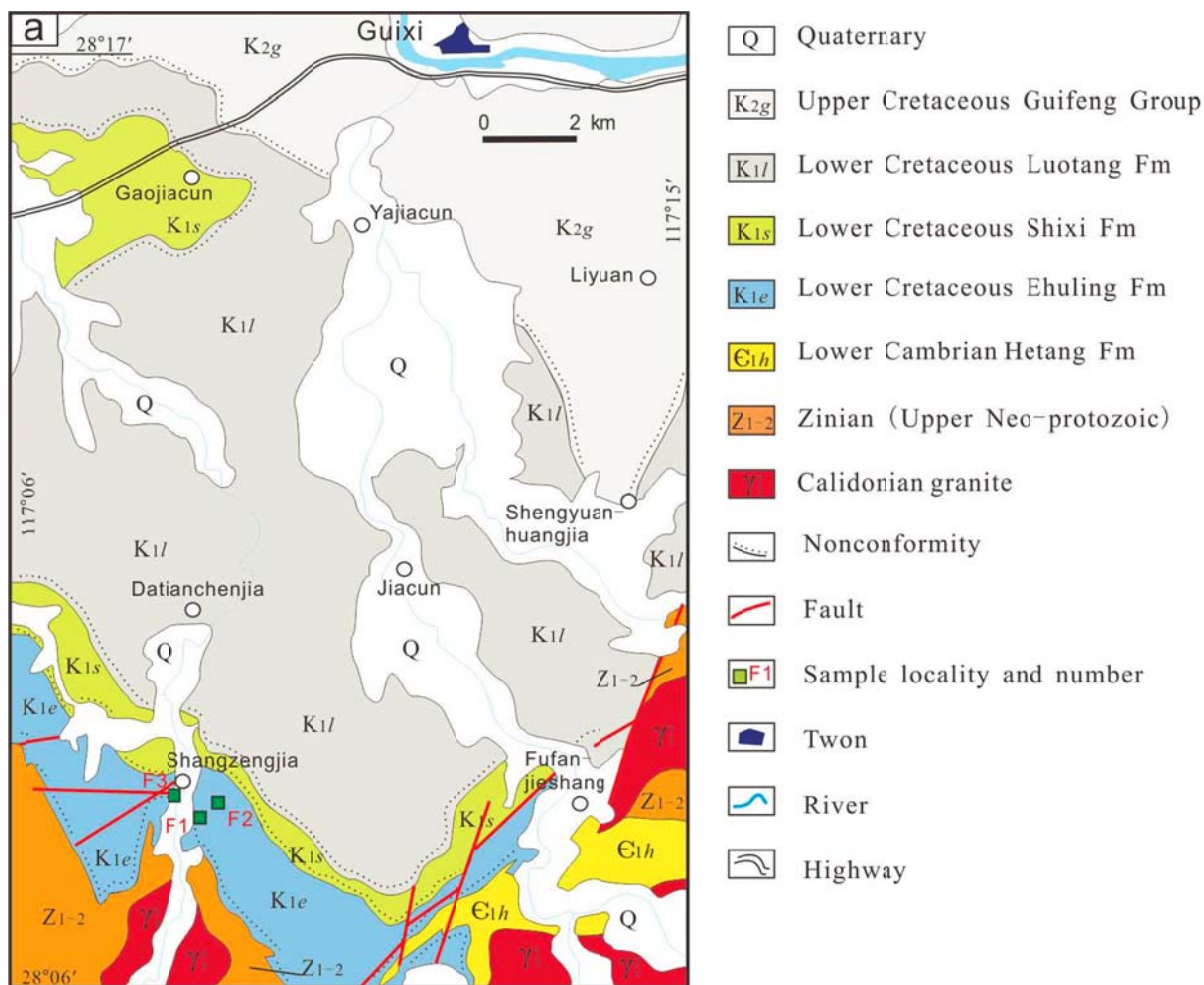 a
28°17′
K2g
Guixi
0 2 km
Gaojiacun
K1s
Yajiacun
K2g
117°15′
Liyuan
K1l
Q
Q
K1l
117°06′
Shengyuan-
huangjia
K1l
K1l
Datianchenjia
Jiacun
Q
Q
K1l
K1s
Z1-2
K1e
K1l
γ
Shangzengjia
Fufan-
jieshang
F3
Z1-2
F1
F2
K1s
K1e
K1s
Є1h
K1e
Z1-2
Є1h
Q
γ
γ
γ
γ
Z1-2
28°06′
Q Quaternary
K2g Upper Cretaceous Guifeng Group
K1l Lower Cretaceous Luotang Fm
K1s Lower Cretaceous Shixi Fm
K1e Lower Cretaceous Ehuling Fm
Є1h Lower Cambrian Hetang Fm
Z1-2 Zinian (Upper Neo-protozoic)
γ Calidonian granite
Nonconformity
Fault
F1 Sample locality and number
Twon
River
Highway